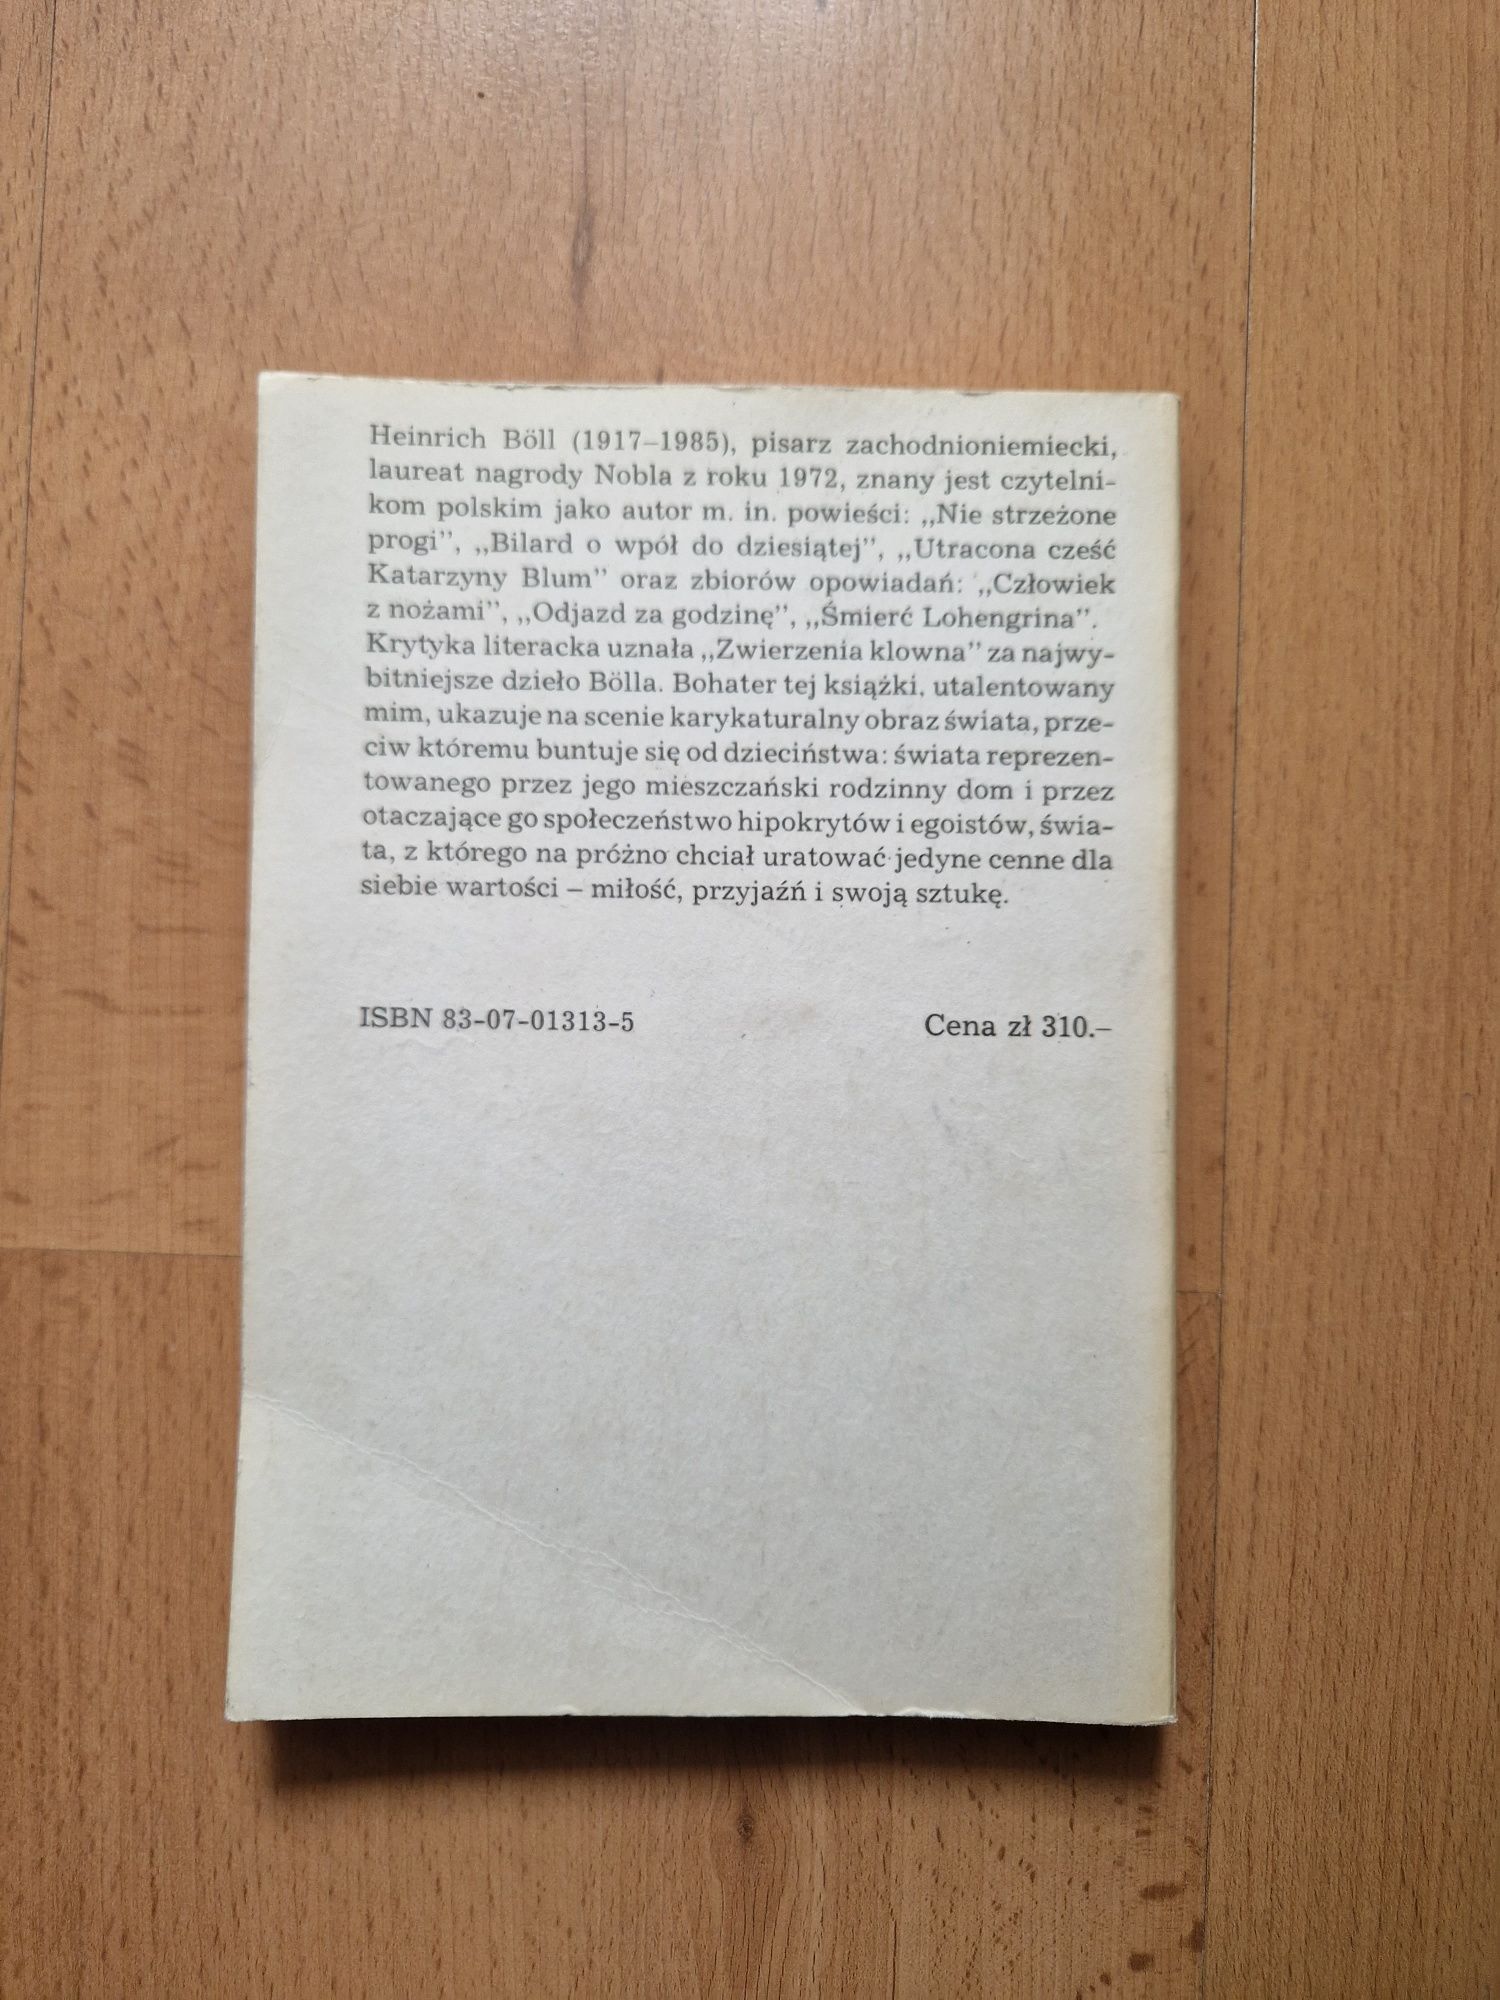 Heinrich Böll (1917–1985), pisarz zachodnioniemiecki,
laureat nagrody Nobla z roku 1972, znany jest czytelni-
kom polskim jako autor m. in. powieści: ,,Nie strzeżone
progi'', ,,Bilard o wpół do dziesiątej'', ,,Utracona cześć
Katarzyny Blum'' oraz zbiorów opowiadań: ,,Człowiek
z nożami'', ,,Odjazd za godzinę'', ,,Śmierć Lohengrina''.
Krytyka literacka uznała ,,Zwierzenia klowna'' za najwy-
bitniejsze dzieło Bölla. Bohater tej książki, utalentowany
mim, ukazuje na scenie karykaturalny obraz świata, prze-
ciw któremu buntuje się od dzieciństwa: świata reprezen-
towanego przez jego mieszczański rodzinny dom i przez
otaczające go społeczeństwo hipokrytów i egoistów, świa-
ta, z którego na próżno chciał uratować jedyne cenne dla
siebie wartości – miłość, przyjaźń i swoją sztukę.
ISBN 83-07-01313-5
Cena zł 310.–